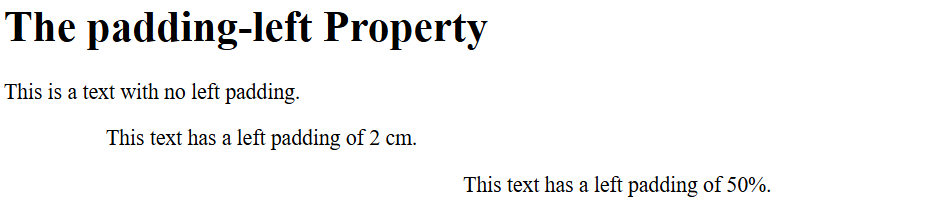 The padding-left Property
This is a text with no left padding.
This text has a left padding of 2 cm.
This text has a left padding of 50%.